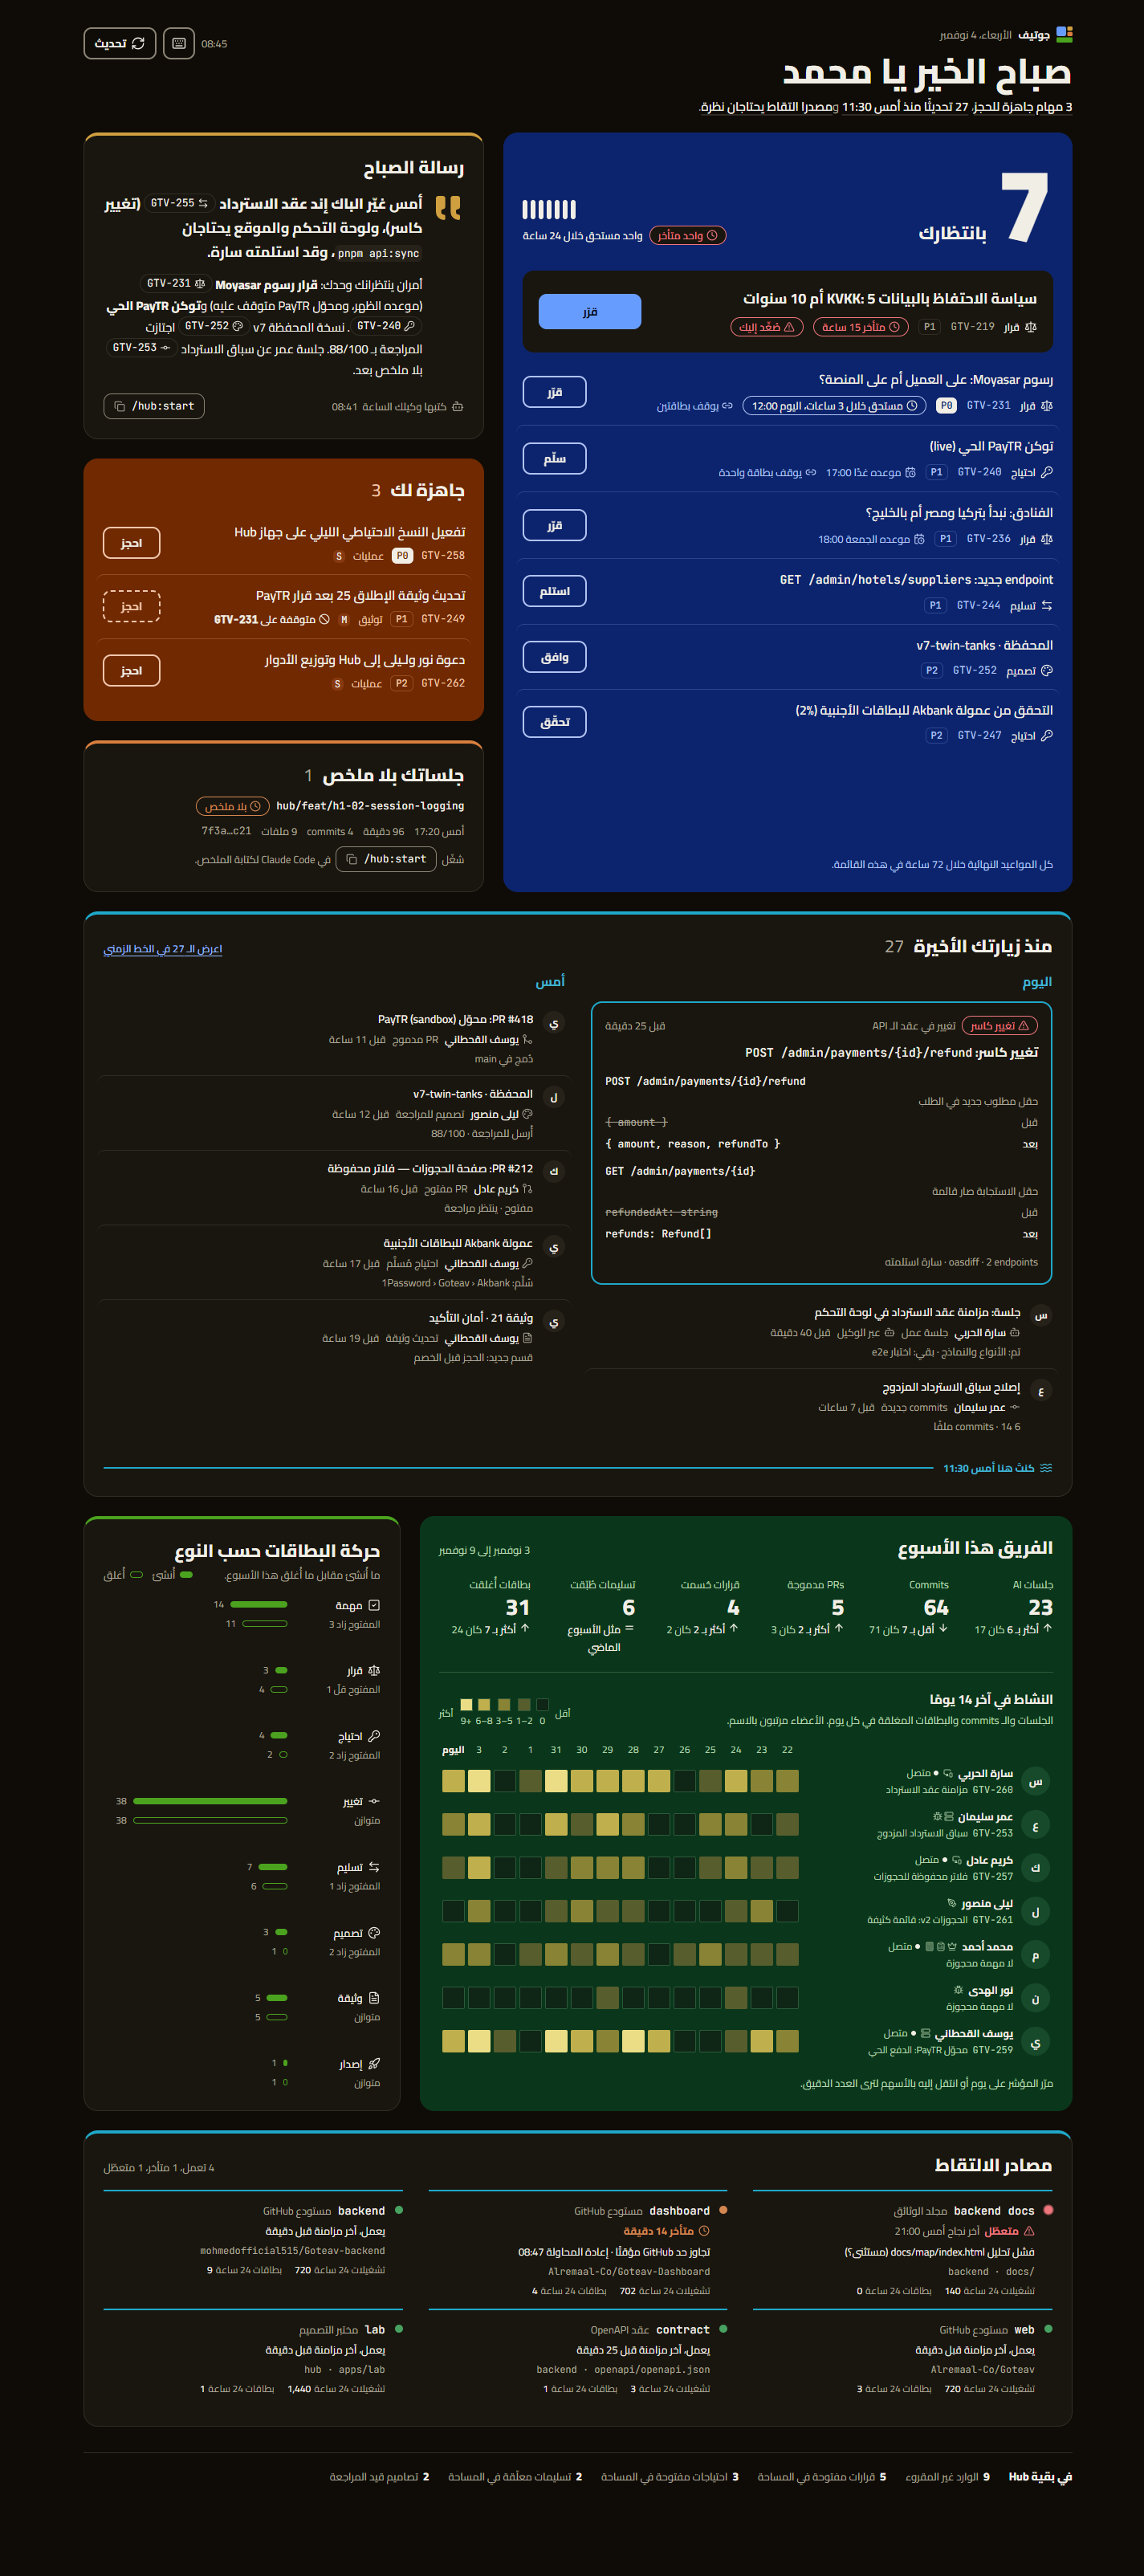 جوتيف الأربعاء، 4 نوفمبر
08:45
تحديث
صباح الخير يا محمد
3 مهام جاهزة للحجز، 27 تحديثًا منذ أمس 11:30 ومصدرا التقاط يحتاجان نظرة.
7 بانتظارك
واحد متأخر واحد مستحق خلال 24 ساعة
سياسة الاحتفاظ بالبيانات KVKK: 5 أم 10 سنوات
قرار GTV-219 P1 متأخر 15 ساعة صُعِّد إليك
قرّر
رسوم Moyasar: على العميل أم على المنصة؟
قرار GTV-231 P0 مستحق خلال 3 ساعات، اليوم 12:00 يوقف بطاقتين
قرّر
توكن PayTR الحي (live)
احتياج GTV-240 P1 موعده غدًا 17:00 يوقف بطاقة واحدة
سلّم
الفنادق: نبدأ بتركيا ومصر أم بالخليج؟
قرار GTV-236 P1 موعده الجمعة 18:00
قرّر
endpoint جديد: GET /admin/hotels/suppliers
تسليم GTV-244 P1
استلم
المحفظة · v7-twin-tanks
تصميم GTV-252 P2
وافق
التحقق من عمولة Akbank للبطاقات الأجنبية (2%)
احتياج GTV-247 P2
تحقّق
كل المواعيد النهائية خلال 72 ساعة في هذه القائمة.
رسالة الصباح
أمس غيّر الباك إند عقد الاسترداد GTV-255 (تغيير
كاسر)، ولوحة التحكم والموقع يحتاجان
pnpm api:sync، وقد استلمته سارة.
أمران ينتظرانك وحدك: قرار رسوم Moyasar GTV-231
(موعده الظهر، ومحوّل PayTR متوقف عليه) وتوكن PayTR الحي
GTV-240. نسخة المحفظة v7 GTV-252 اجتازت
المراجعة بـ 88/100. جلسة عمر عن سباق الاسترداد GTV-253
بلا ملخص بعد.
كتبها وكيلك الساعة 08:41
/hub:start
جاهزة لك 3
تفعيل النسخ الاحتياطي الليلي على جهاز Hub
GTV-258 P0 عمليات S
احجز
تحديث وثيقة الإطلاق 25 بعد قرار PayTR
GTV-249 P1 توثيق M متوقفة على GTV-231
احجز
دعوة نور وليلى إلى Hub وتوزيع الأدوار
GTV-262 P2 عمليات S
احجز
جلساتك بلا ملخص 1
hub/feat/h1-02-session-logging بلا ملخص
أمس 17:20 96 دقيقة 4 commits 9 ملفات 7f3a…c21
شغّل /hub:start في Claude Code لكتابة الملخص.
منذ زيارتك الأخيرة 27
اعرض الـ 27 في الخط الزمني
اليوم
تغيير كاسر تغيير في عقد الـ API قبل 25 دقيقة
تغيير كاسر: POST /admin/payments/{id}/refund
POST /admin/payments/{id}/refund
حقل مطلوب جديد في الطلب
قبل { amount }
بعد { amount, reason, refundTo }
GET /admin/payments/{id}
حقل الاستجابة صار قائمة
قبل refundedAt: string
بعد refunds: Refund[]
oasdiff · 2 endpoints · سارة استلمته
س جلسة: مزامنة عقد الاسترداد في لوحة التحكم
سارة الحربي جلسة عمل عبر الوكيل قبل 40 دقيقة
تم: الأنواع والنماذج · بقي: اختبار e2e
ع إصلاح سباق الاسترداد المزدوج
عمر سليمان commits جديدة قبل 7 ساعات
6 commits · 14 ملفًا
أمس
ي PR #418: محوّل PayTR (sandbox)
يوسف القحطاني PR مدموج قبل 11 ساعة
دُمج في main
ل المحفظة · v7-twin-tanks
ليلى منصور تصميم للمراجعة قبل 12 ساعة
أُرسل للمراجعة · 88/100
ك PR #212: صفحة الحجوزات — فلاتر محفوظة
كريم عادل PR مفتوح قبل 16 ساعة
مفتوح · ينتظر مراجعة
ي عمولة Akbank للبطاقات الأجنبية
يوسف القحطاني احتياج مُسلَّم قبل 17 ساعة
سُلّم: 1Password › Goteav › Akbank
ي وثيقة 21 · أمان التأكيد
يوسف القحطاني تحديث وثيقة قبل 19 ساعة
قسم جديد: الحجز قبل الخصم
كنت هنا أمس 11:30
الفريق هذا الأسبوع
3 نوفمبر إلى 9 نوفمبر
جلسات AI 23 أكثر بـ 6 كان 17
Commits 64 أقل بـ 7 كان 71
PRs مدموجة 5 أكثر بـ 2 كان 3
قرارات حُسمت 4 أكثر بـ 2 كان 2
تسليمات طُبّقت 6 مثل الأسبوع الماضي
بطاقات أُغلقت 31 أكثر بـ 7 كان 24
النشاط في آخر 14 يومًا
الجلسات والـ commits والبطاقات المغلقة في كل يوم. الأعضاء مرتبون بالاسم.
أقل 0 1–2 3–5 6–8 9+ أكثر
22 23 24 25 26 27 28 29 30 31 1 2 3 اليوم
س سارة الحربي متصل
GTV-260 مزامنة عقد الاسترداد
ع عمر سليمان
GTV-253 سباق الاسترداد المزدوج
ك كريم عادل متصل
GTV-257 فلاتر محفوظة للحجوزات
ل ليلى منصور
GTV-261 الحجوزات v2: قائمة كثيفة
م محمد أحمد متصل
لا مهمة محجوزة
ن نور الهدى
لا مهمة محجوزة
ي يوسف القحطاني متصل
GTV-259 محوّل PayTR: الدفع الحي
مرّر المؤشر على يوم أو انتقل إليه بالأسهم لترى العدد الدقيق.
حركة البطاقات حسب النوع
ما أُنشئ مقابل ما أُغلق هذا الأسبوع. أُنشئ أُغلق
مهمة 14
المفتوح زاد 3 11
قرار 3
المفتوح قلّ 1 4
احتياج 4
المفتوح زاد 2 2
تغيير 38
متوازن 38
تسليم 7
المفتوح زاد 1 6
تصميم 3
المفتوح زاد 2 0 1
وثيقة 5
متوازن 5
إصدار 1
متوازن 0 1
مصادر الالتقاط
4 تعمل، 1 متأخر، 1 متعطّل
backend docs مجلد الوثائق
متعطّل آخر نجاح أمس 21:00
فشل تحليل docs/map/index.html (مستثنى؟)
backend · docs/
تشغيلات 24 ساعة 140 بطاقات 24 ساعة 0
dashboard مستودع GitHub
متأخر 14 دقيقة
تجاوز حد GitHub مؤقتًا · إعادة المحاولة 08:47
Alremaal-Co/Goteav-Dashboard
تشغيلات 24 ساعة 702 بطاقات 24 ساعة 4
backend مستودع GitHub
يعمل، آخر مزامنة قبل دقيقة
mohmedofficial515/Goteav-backend
تشغيلات 24 ساعة 720 بطاقات 24 ساعة 9
web مستودع GitHub
يعمل، آخر مزامنة قبل دقيقة
Alremaal-Co/Goteav
تشغيلات 24 ساعة 720 بطاقات 24 ساعة 3
contract عقد OpenAPI
يعمل، آخر مزامنة قبل 25 دقيقة
backend · openapi/openapi.json
تشغيلات 24 ساعة 3 بطاقات 24 ساعة 1
lab مختبر التصميم
يعمل، آخر مزامنة قبل دقيقة
hub · apps/lab
تشغيلات 24 ساعة 1,440 بطاقات 24 ساعة 1
في بقية Hub 9 الوارد غير المقروء 5 قرارات مفتوحة في المساحة 3 احتياجات مفتوحة في المساحة 2 تسليمات معلّقة في المساحة 2 تصاميم قيد المراجعة